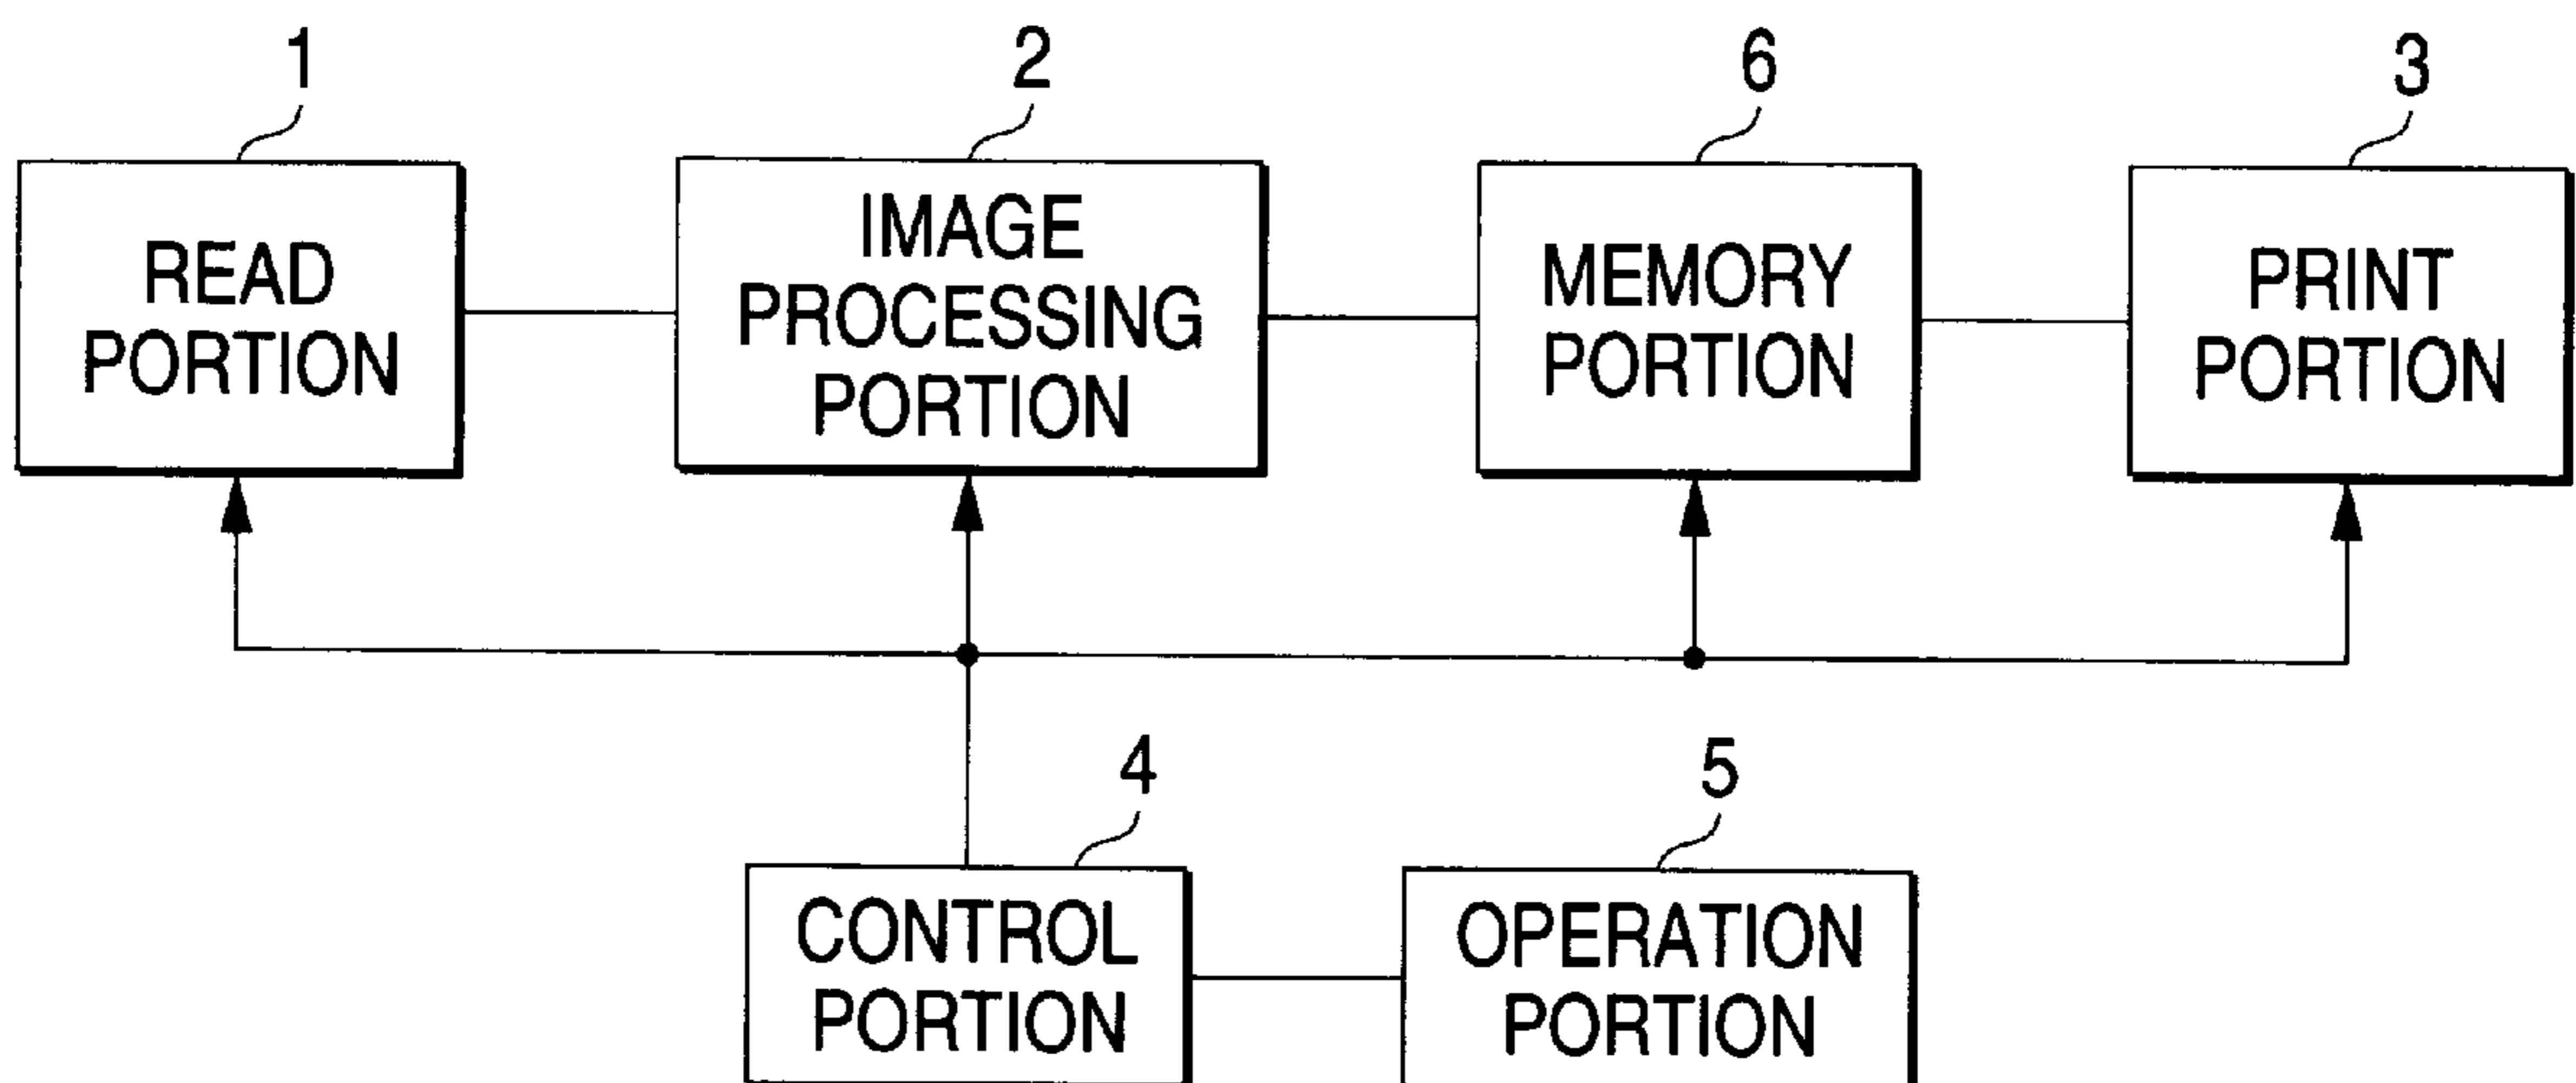 1
2
6
3
READ
PORTION
IMAGE
PROCESSING
PORTION
MEMORY
PORTION
PRINT
PORTION
4
5
CONTROL
PORTION
OPERATION
PORTION